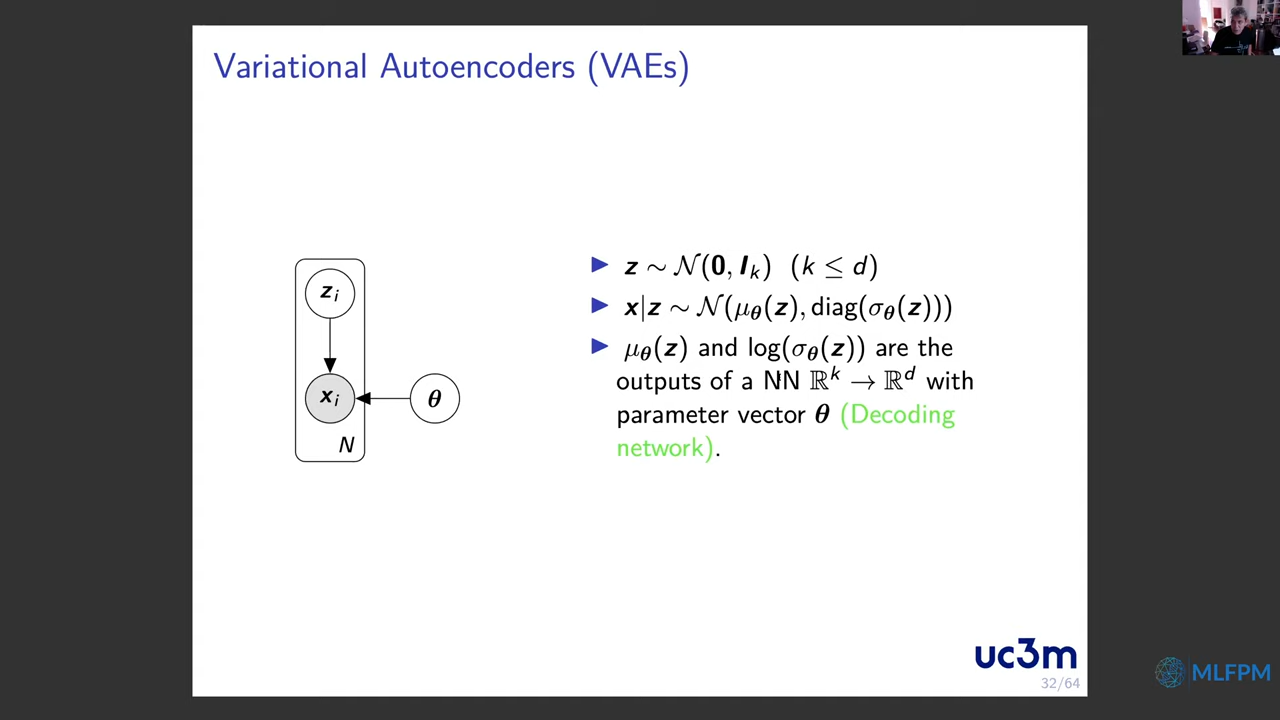 Variational Autoencoders (VAEs)
z_i
x_i
θ
N
▶ z ∼ 𝒩(0, I_k) (k ≤ d)
▶ x|z ∼ 𝒩(μ_θ(z), diag(σ_θ(z)))
▶ μ_θ(z) and log(σ_θ(z)) are the
outputs of a NN ℝ^k → ℝ^d with
parameter vector θ (Decoding
network).
uc3m
32/64
MLFPM